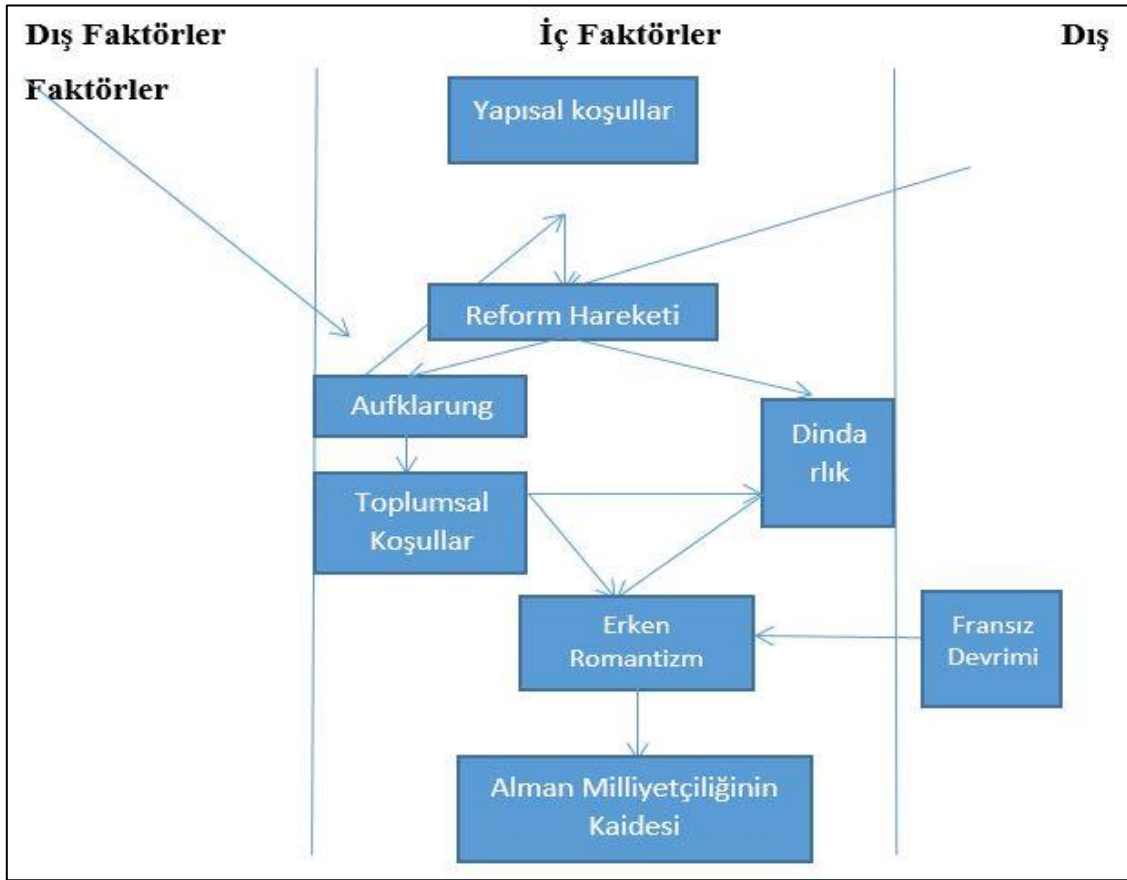 Dış Faktörler İç Faktörler Dış
Faktörler
Yapısal koşullar
Reform Hareketi
Aufklarung
Dinda
rlık
Toplumsal
Koşullar
Erken
Romantizm
Fransız
Devrimi
Alman Milliyetçiliğinin
Kaidesi